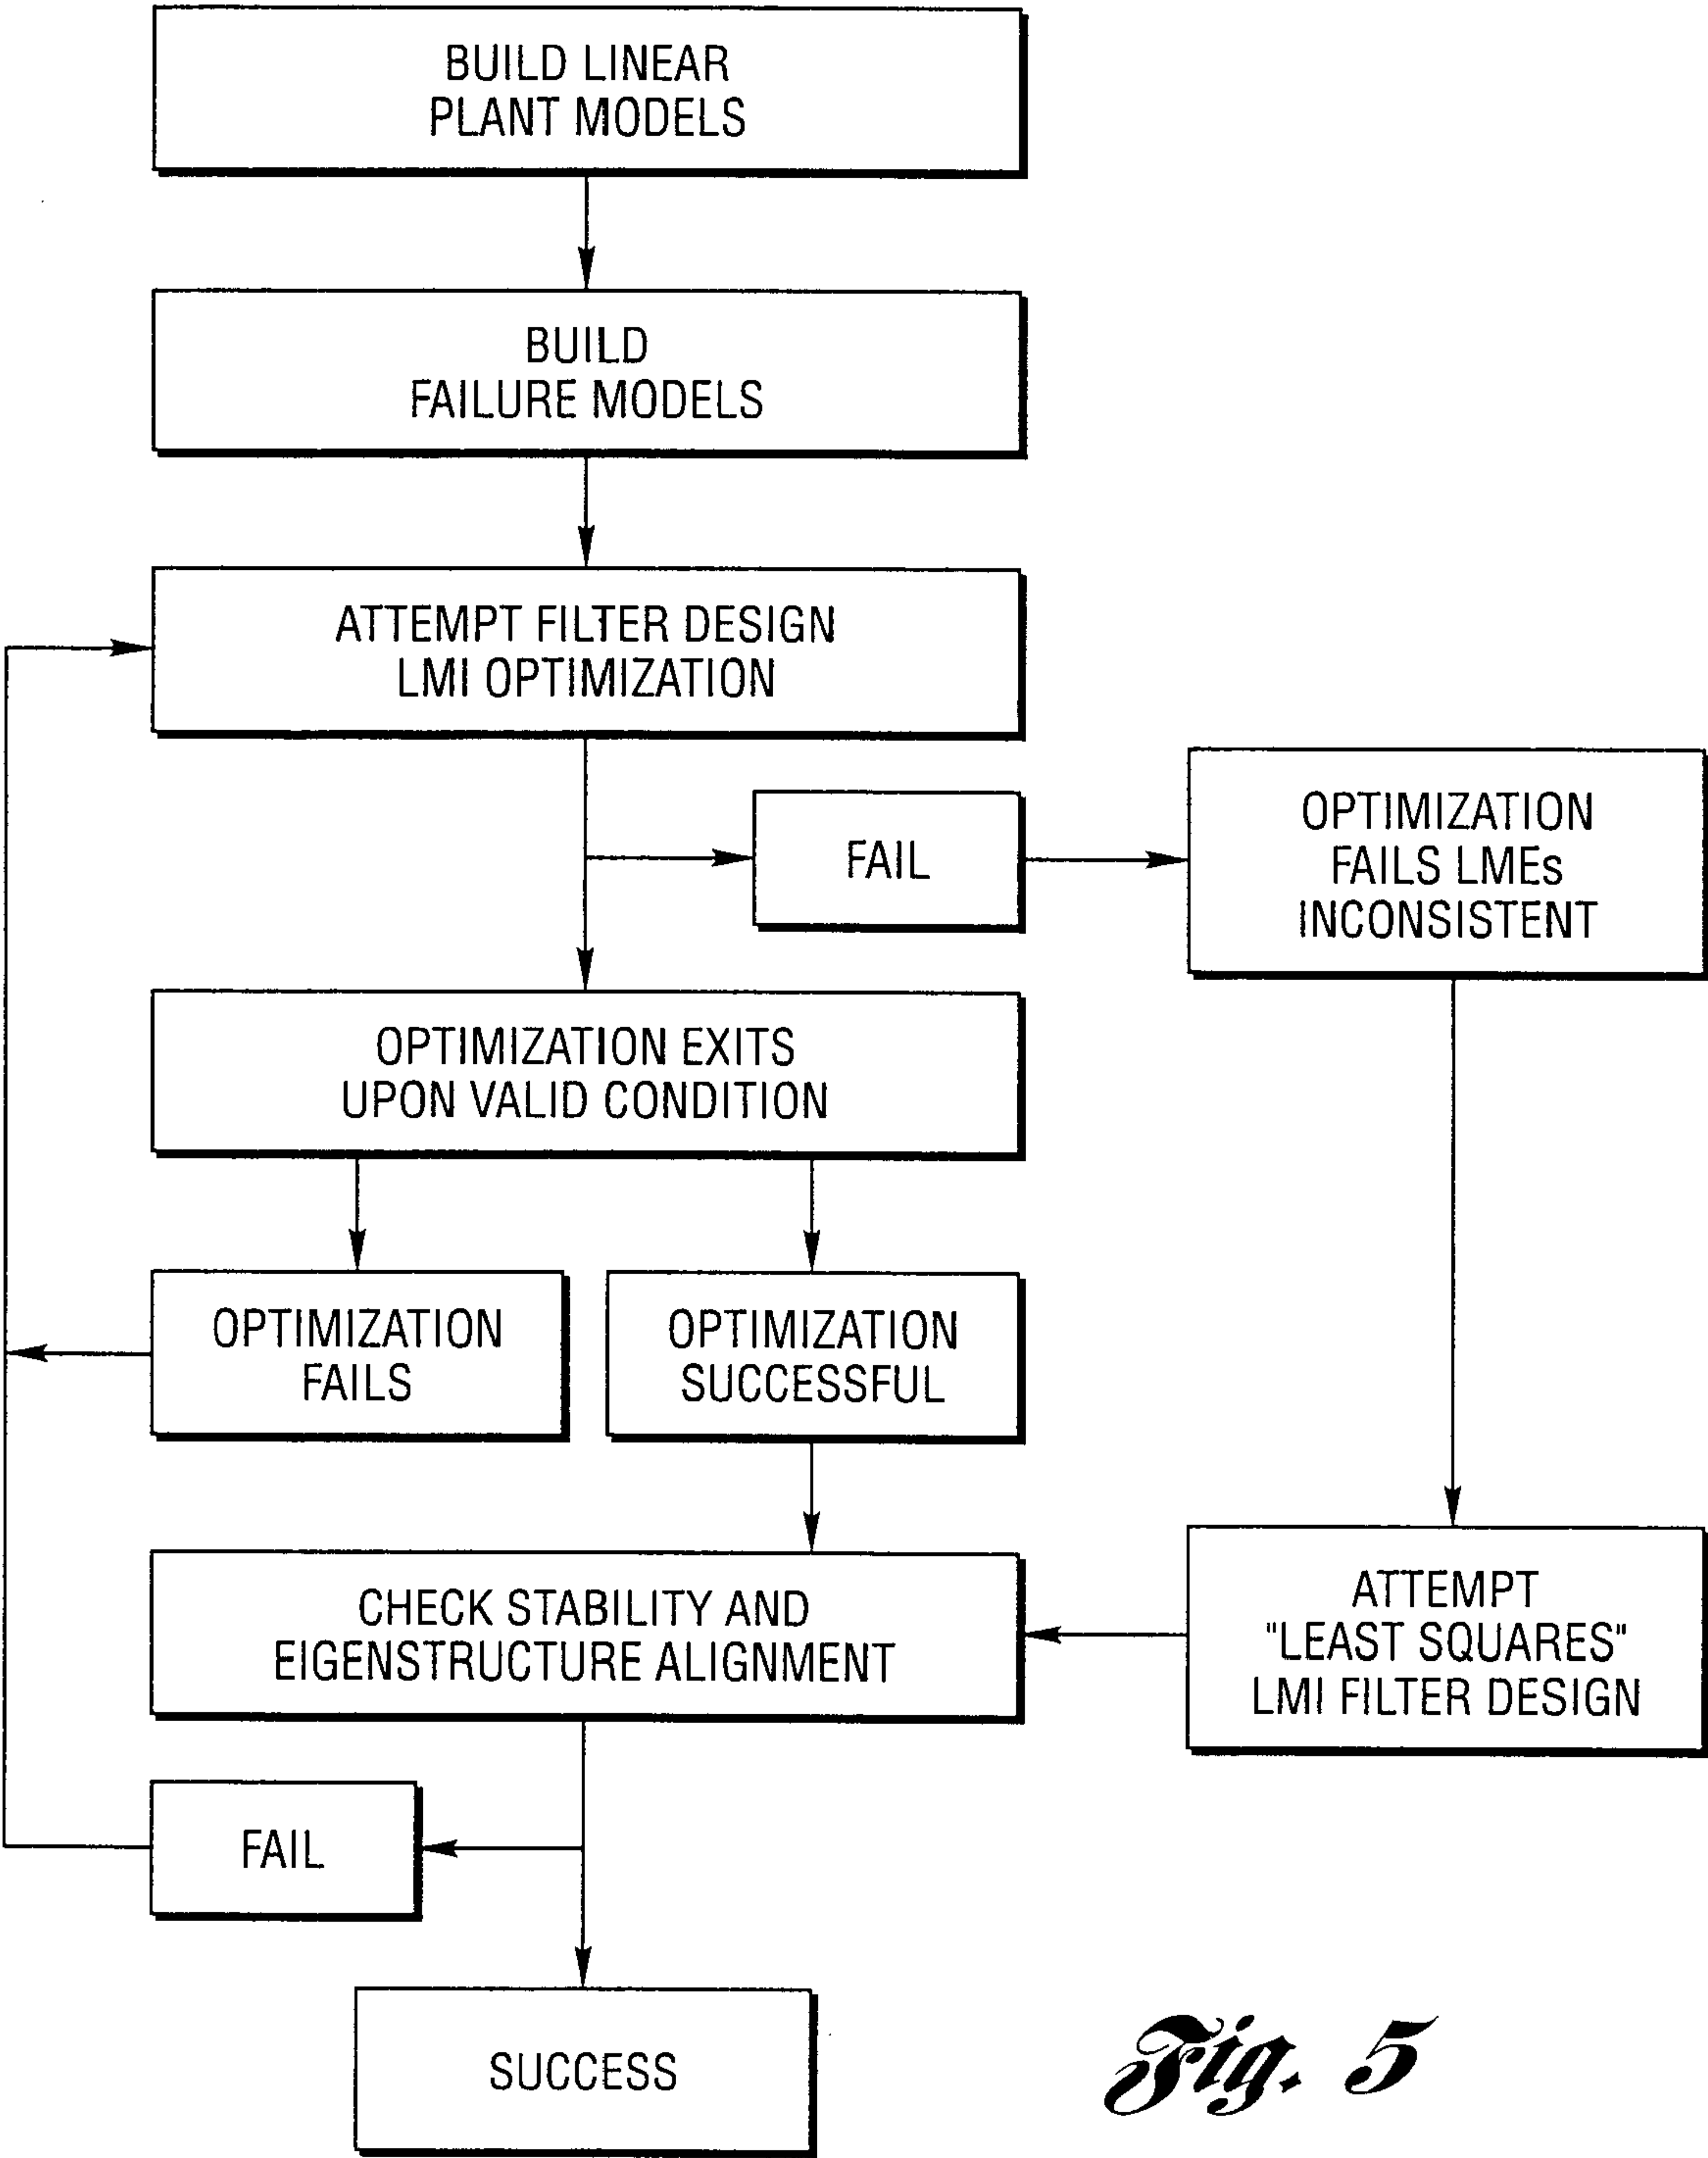 BUILD LINEAR
PLANT MODELS
BUILD
FAILURE MODELS
ATTEMPT FILTER DESIGN
LMI OPTIMIZATION
FAIL
OPTIMIZATION
FAILS LMEs
INCONSISTENT
OPTIMIZATION EXITS
UPON VALID CONDITION
OPTIMIZATION
FAILS
OPTIMIZATION
SUCCESSFUL
CHECK STABILITY AND
EIGENSTRUCTURE ALIGNMENT
ATTEMPT
"LEAST SQUARES"
LMI FILTER DESIGN
FAIL
SUCCESS
Fig. 5